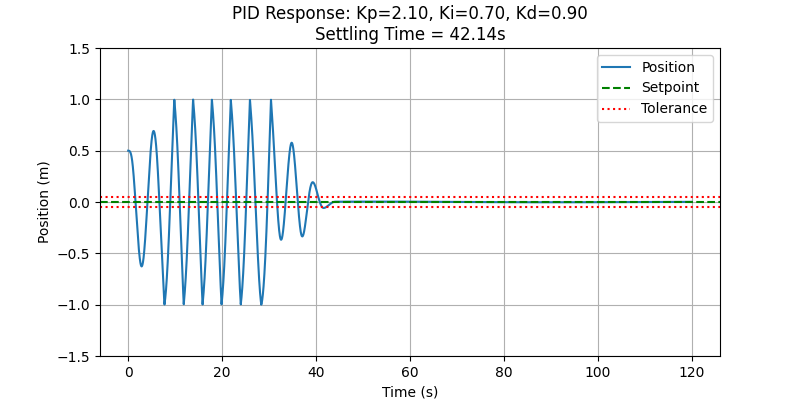 PID Response: Kp=2.10, Ki=0.70, Kd=0.90
Settling Time = 42.14s
1.5
1.0
0.5
0.0
−0.5
−1.0
−1.5
Position (m)
Position
Setpoint
Tolerance
0 20 40 60 80 100 120
Time (s)